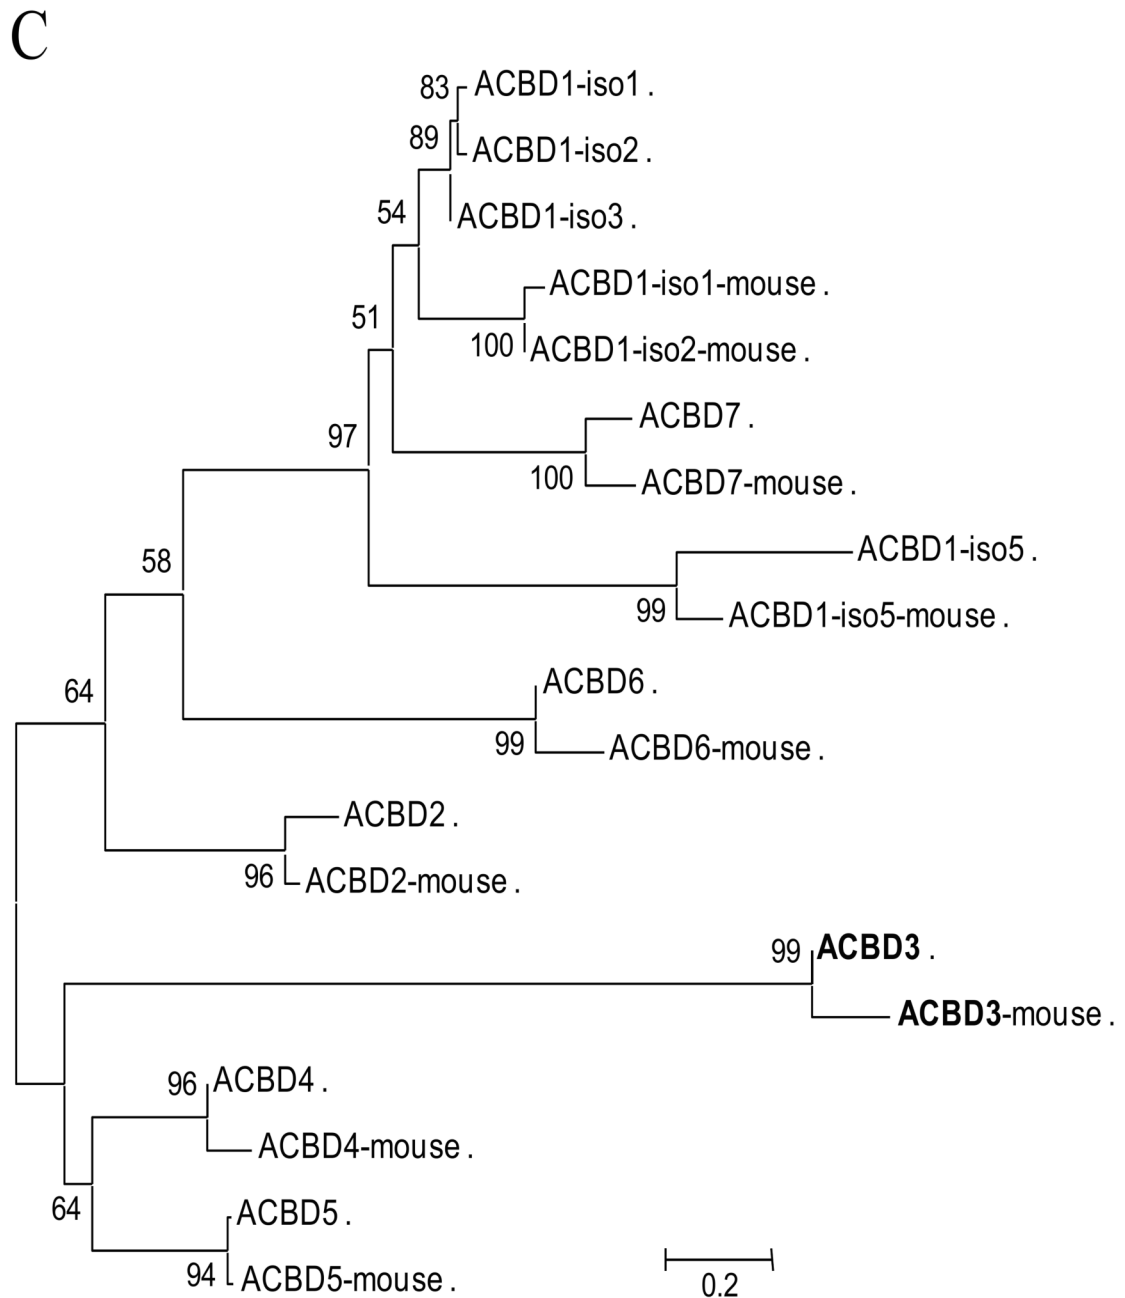 C
83 ACBD1-iso1 .
89
ACBD1-iso2 .
54
ACBD1-iso3 .
ACBD1-iso1-mouse .
51
100 ACBD1-iso2-mouse .
ACBD7 .
97
100 ACBD7-mouse .
58
ACBD1-iso5 .
99 ACBD1-iso5-mouse .
64
ACBD6 .
99 ACBD6-mouse .
ACBD2 .
96 ACBD2-mouse .
99 ACBD3 .
ACBD3-mouse .
96 ACBD4 .
ACBD4-mouse .
64
ACBD5 .
94 ACBD5-mouse .
0.2